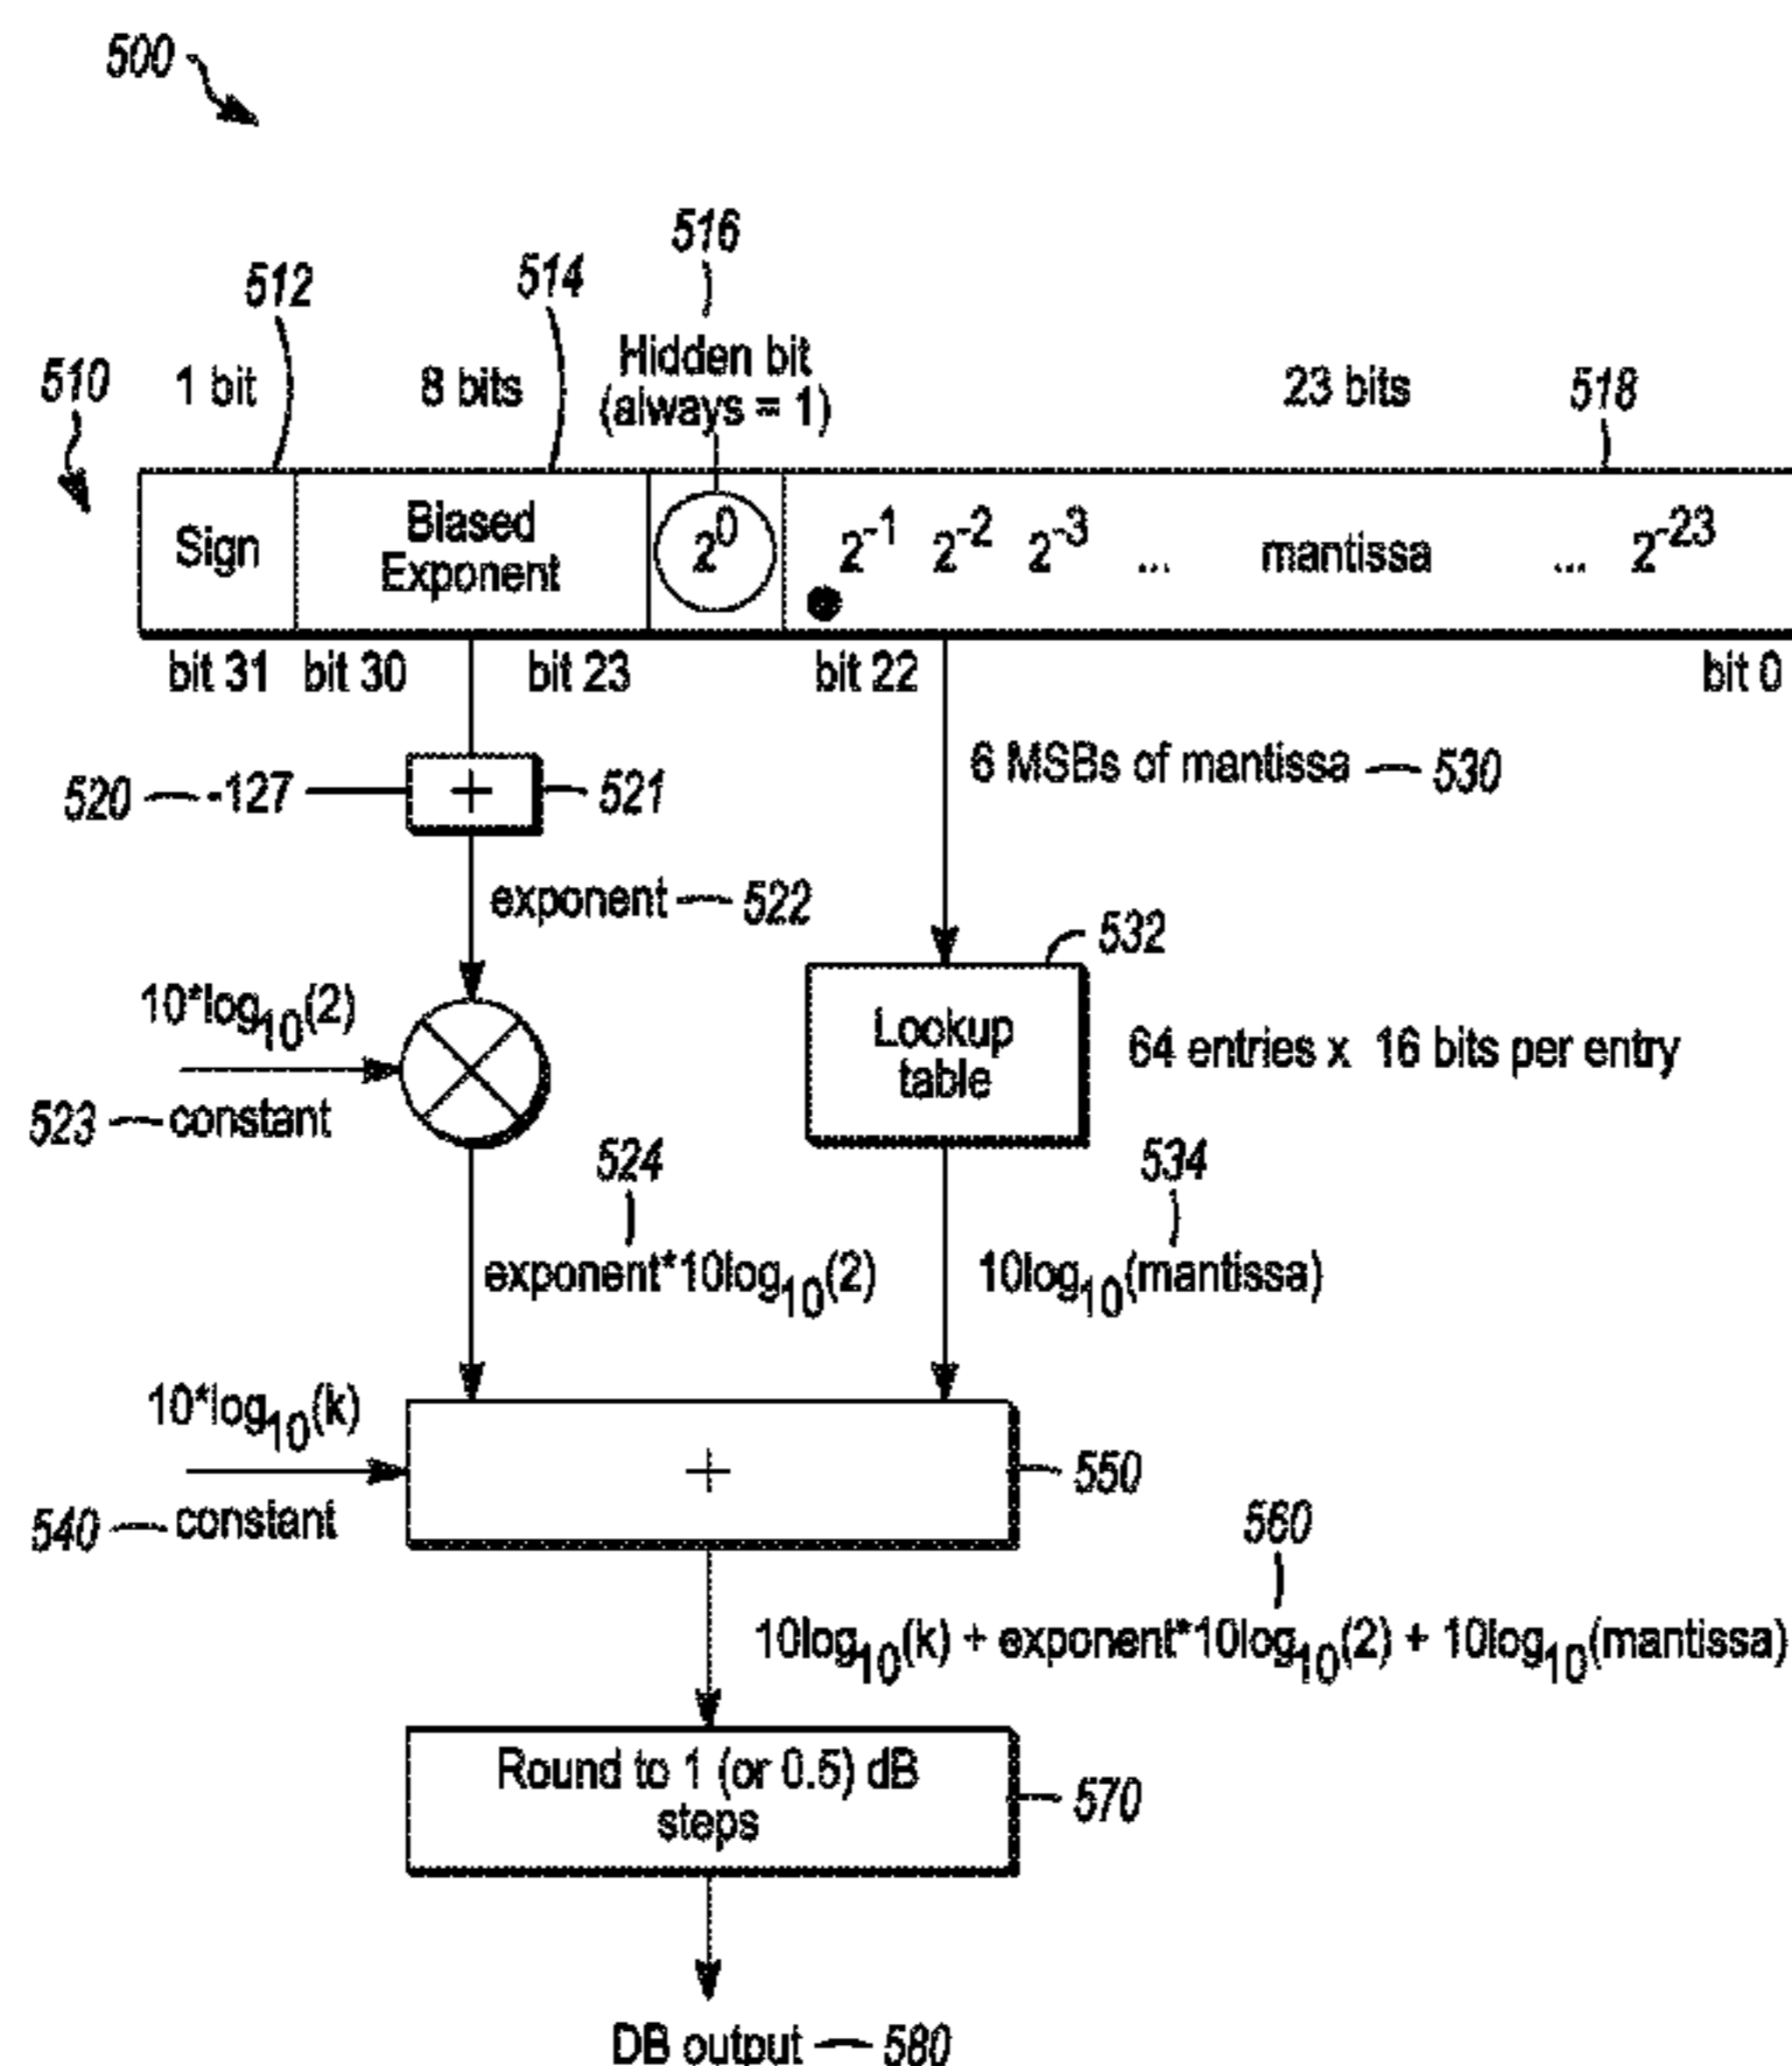 500
516
512
514
510
1 bit
8 bits
Hidden bit
(always = 1)
23 bits
518
Sign
Biased
Exponent
2^0
2^-1 2^-2 2^-3 ... mantissa ... 2^-23
bit 31
bit 30
bit 23
bit 22
bit 0
6 MSBs of mantissa
530
520
-127
+
521
exponent
522
532
10*log10(2)
Lookup
table
64 entries x 16 bits per entry
523
constant
524
534
exponent*10log10(2)
10log10(mantissa)
10*log10(k)
+
550
540
constant
560
10log10(k) + exponent*10log10(2) + 10log10(mantissa)
Round to 1 (or 0.5) dB
steps
570
DB output
580